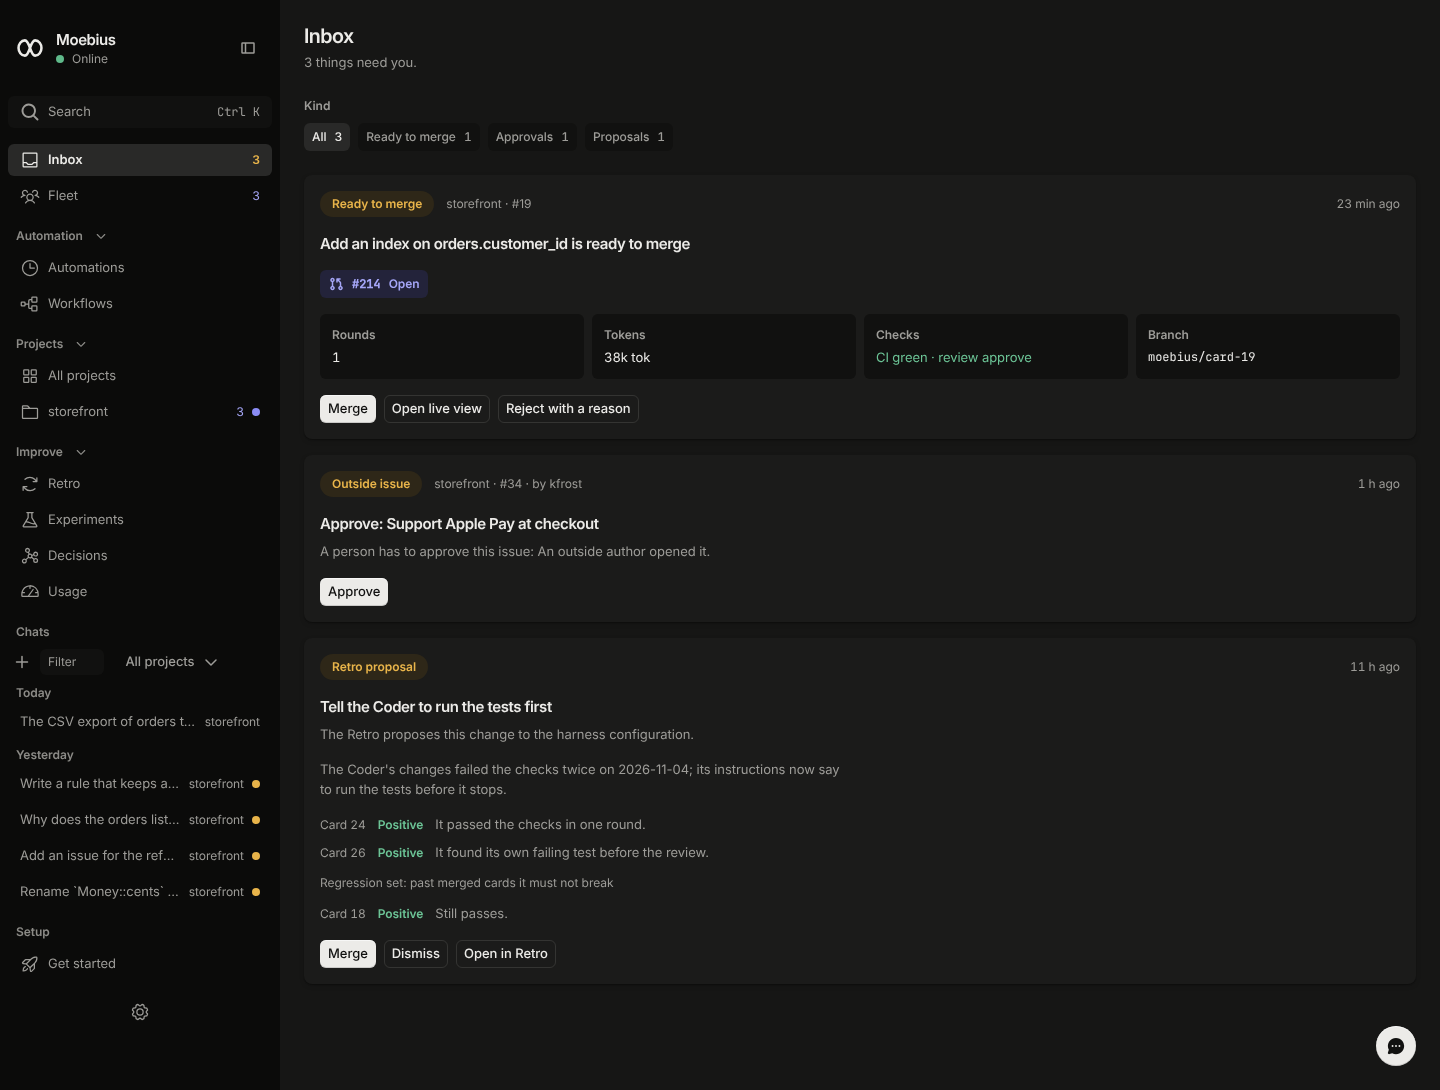 Moebius
Online
Search Ctrl K
Inbox 3
Fleet 3
Automation
Automations
Workflows
Projects
All projects
storefront 3
Improve
Retro
Experiments
Decisions
Usage
Chats
Filter All projects
Today
The CSV export of orders t... storefront
Yesterday
Write a rule that keeps a... storefront
Why does the orders list... storefront
Add an issue for the ref... storefront
Rename `Money::cents` ... storefront
Setup
Get started
Inbox
3 things need you.
Kind
All 3 Ready to merge 1 Approvals 1 Proposals 1
Ready to merge storefront · #19 23 min ago
Add an index on orders.customer_id is ready to merge
#214 Open
Rounds Tokens Checks Branch
1 38k tok CI green · review approve moebius/card-19
Merge Open live view Reject with a reason
Outside issue storefront · #34 · by kfrost 1 h ago
Approve: Support Apple Pay at checkout
A person has to approve this issue: An outside author opened it.
Approve
Retro proposal 11 h ago
Tell the Coder to run the tests first
The Retro proposes this change to the harness configuration.
The Coder's changes failed the checks twice on 2026-11-04; its instructions now say
to run the tests before it stops.
Card 24 Positive It passed the checks in one round.
Card 26 Positive It found its own failing test before the review.
Regression set: past merged cards it must not break
Card 18 Positive Still passes.
Merge Dismiss Open in Retro